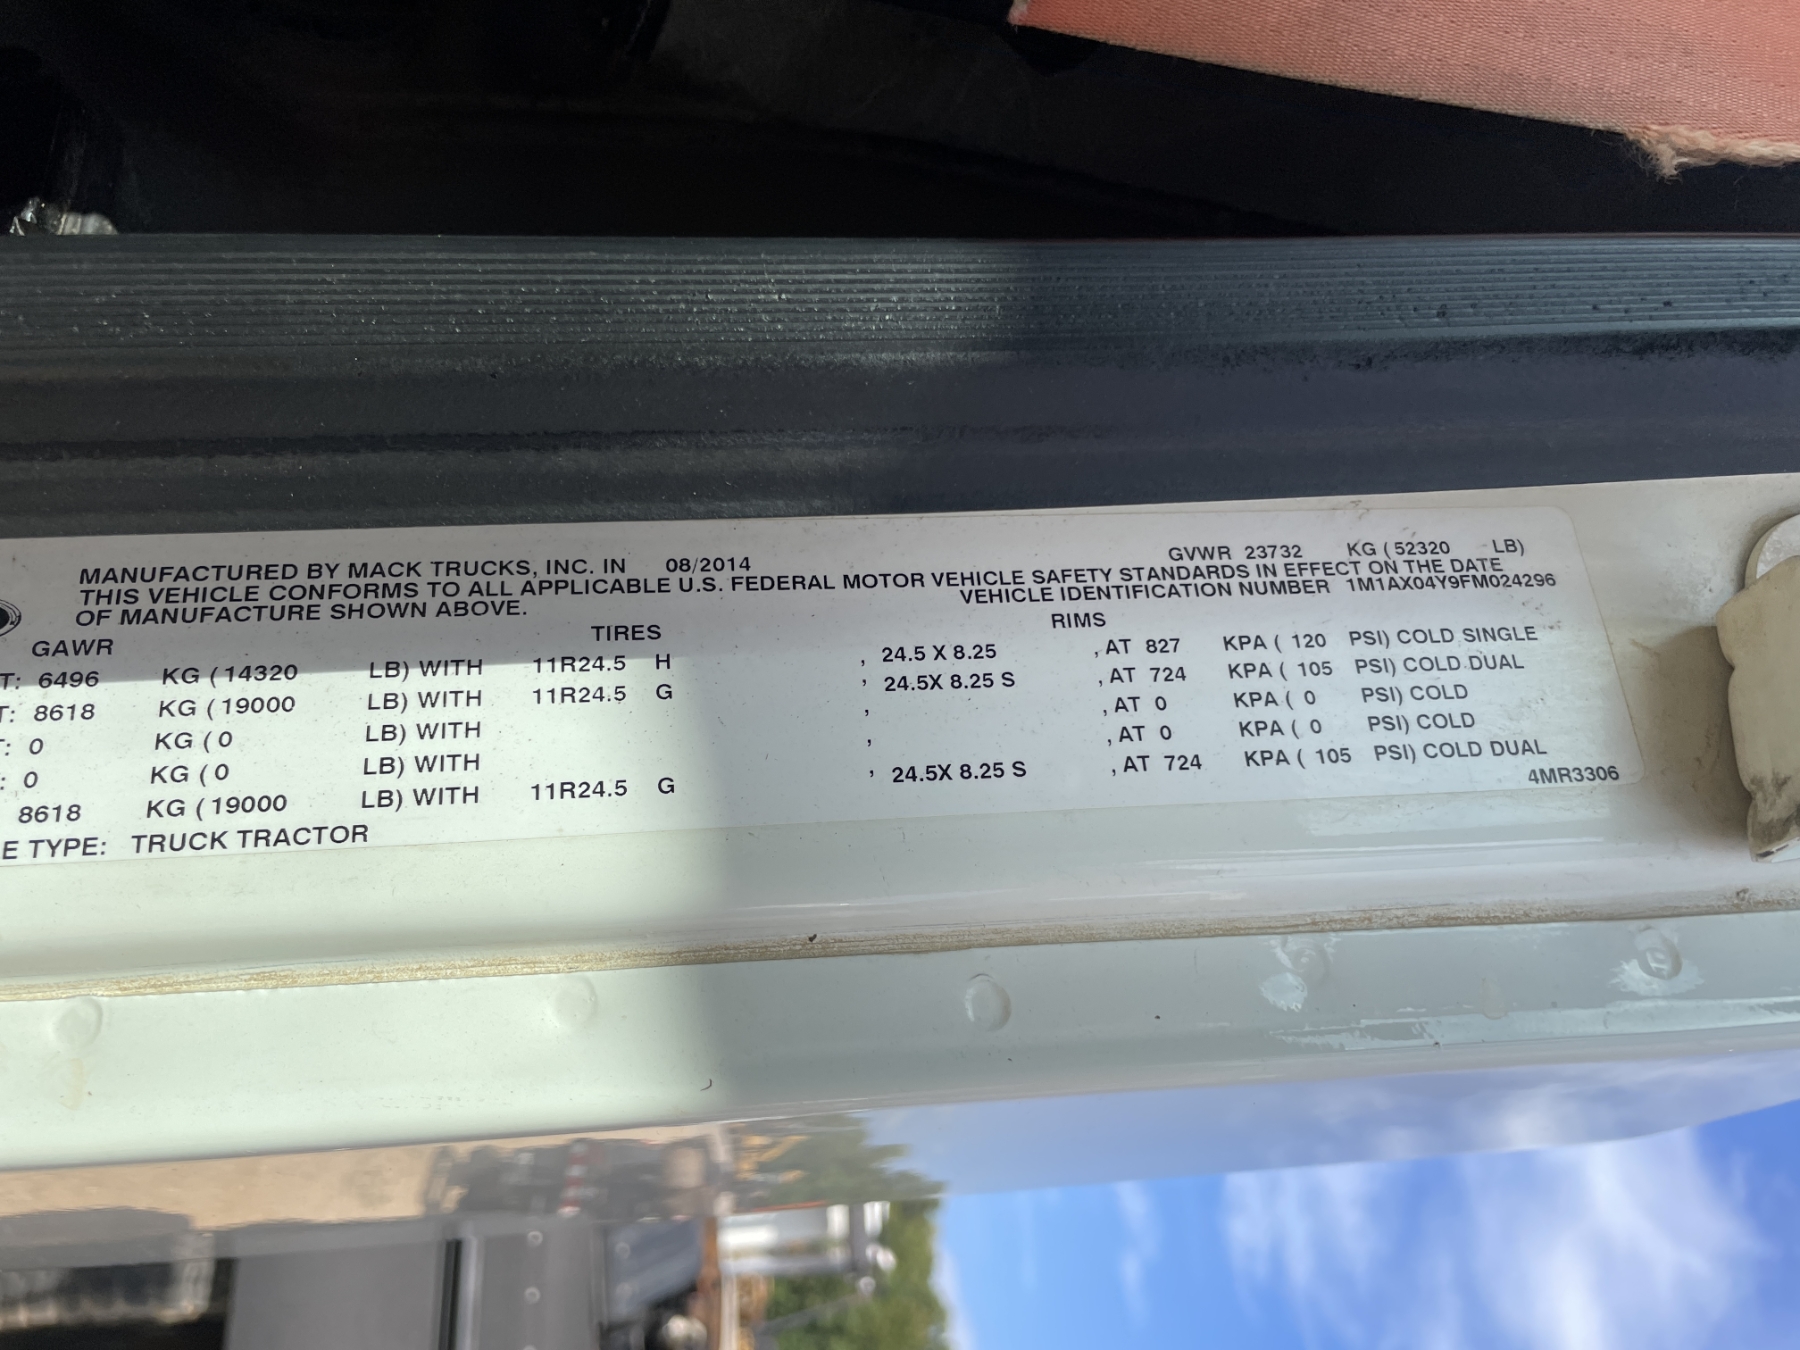 MANUFACTURED BY MACK TRUCKS, INC. IN 08/2014 GVWR 23732 KG ( 52320 LB)
THIS VEHICLE CONFORMS TO ALL APPLICABLE U.S. FEDERAL MOTOR VEHICLE SAFETY STANDARDS IN EFFECT ON THE DATE
OF MANUFACTURE SHOWN ABOVE. VEHICLE IDENTIFICATION NUMBER 1M1AX04Y9FM024296
GAWR TIRES RIMS
T: 6496 KG ( 14320 LB) WITH 11R24.5 H , 24.5 X 8.25 , AT 827 KPA ( 120 PSI) COLD SINGLE
T: 8618 KG ( 19000 LB) WITH 11R24.5 G , 24.5X 8.25 S , AT 724 KPA ( 105 PSI) COLD DUAL
T: 0 KG ( 0 LB) WITH , , AT 0 KPA ( 0 PSI) COLD
: 0 KG ( 0 LB) WITH , , AT 0 KPA ( 0 PSI) COLD
8618 KG ( 19000 LB) WITH 11R24.5 G , 24.5X 8.25 S , AT 724 KPA ( 105 PSI) COLD DUAL
E TYPE: TRUCK TRACTOR 4MR3306